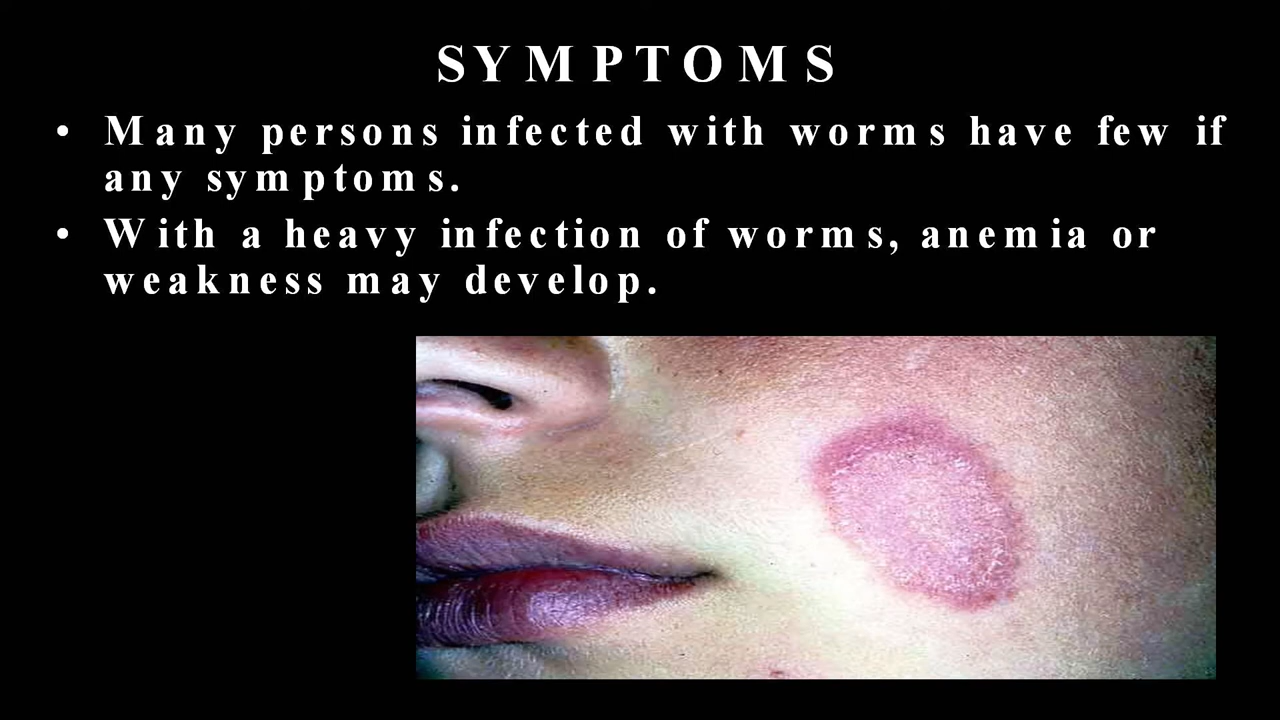 SYMPTOMS
• Many persons infected with worms have few if
any symptoms.
• With a heavy infection of worms, anemia or
weakness may develop.